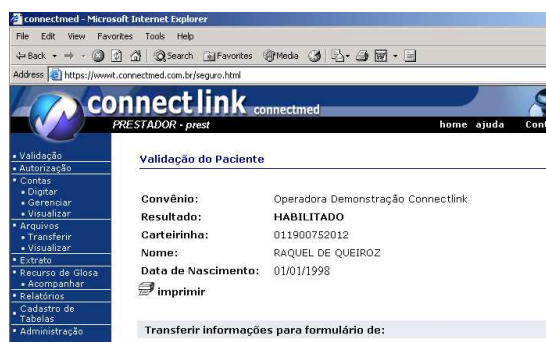 connectmed - Microsoft Internet Explorer
File Edit View Favorites Tools Help
Back Search Favorites Media
Address https://wwwt.connectmed.com.br/seguro.html
connectlink connectmed
PRESTADOR - prest home ajuda
• Validação
• Autorização
• Contas
• Digitar
• Gerenciar
• Visualizar
• Arquivos
• Transferir
• Visualizar
• Extrato
• Recurso de Glosa
• Acompanhar
• Relatórios
• Cadastro de
Tabelas
• Administração
Validação do Paciente
Convênio: Operadora Demonstração Connectlink
Resultado: HABILITADO
Carteirinha: 011900752012
Nome: RAQUEL DE QUEIROZ
Data de Nascimento: 01/01/1998
imprimir
Transferir informações para formulário de: